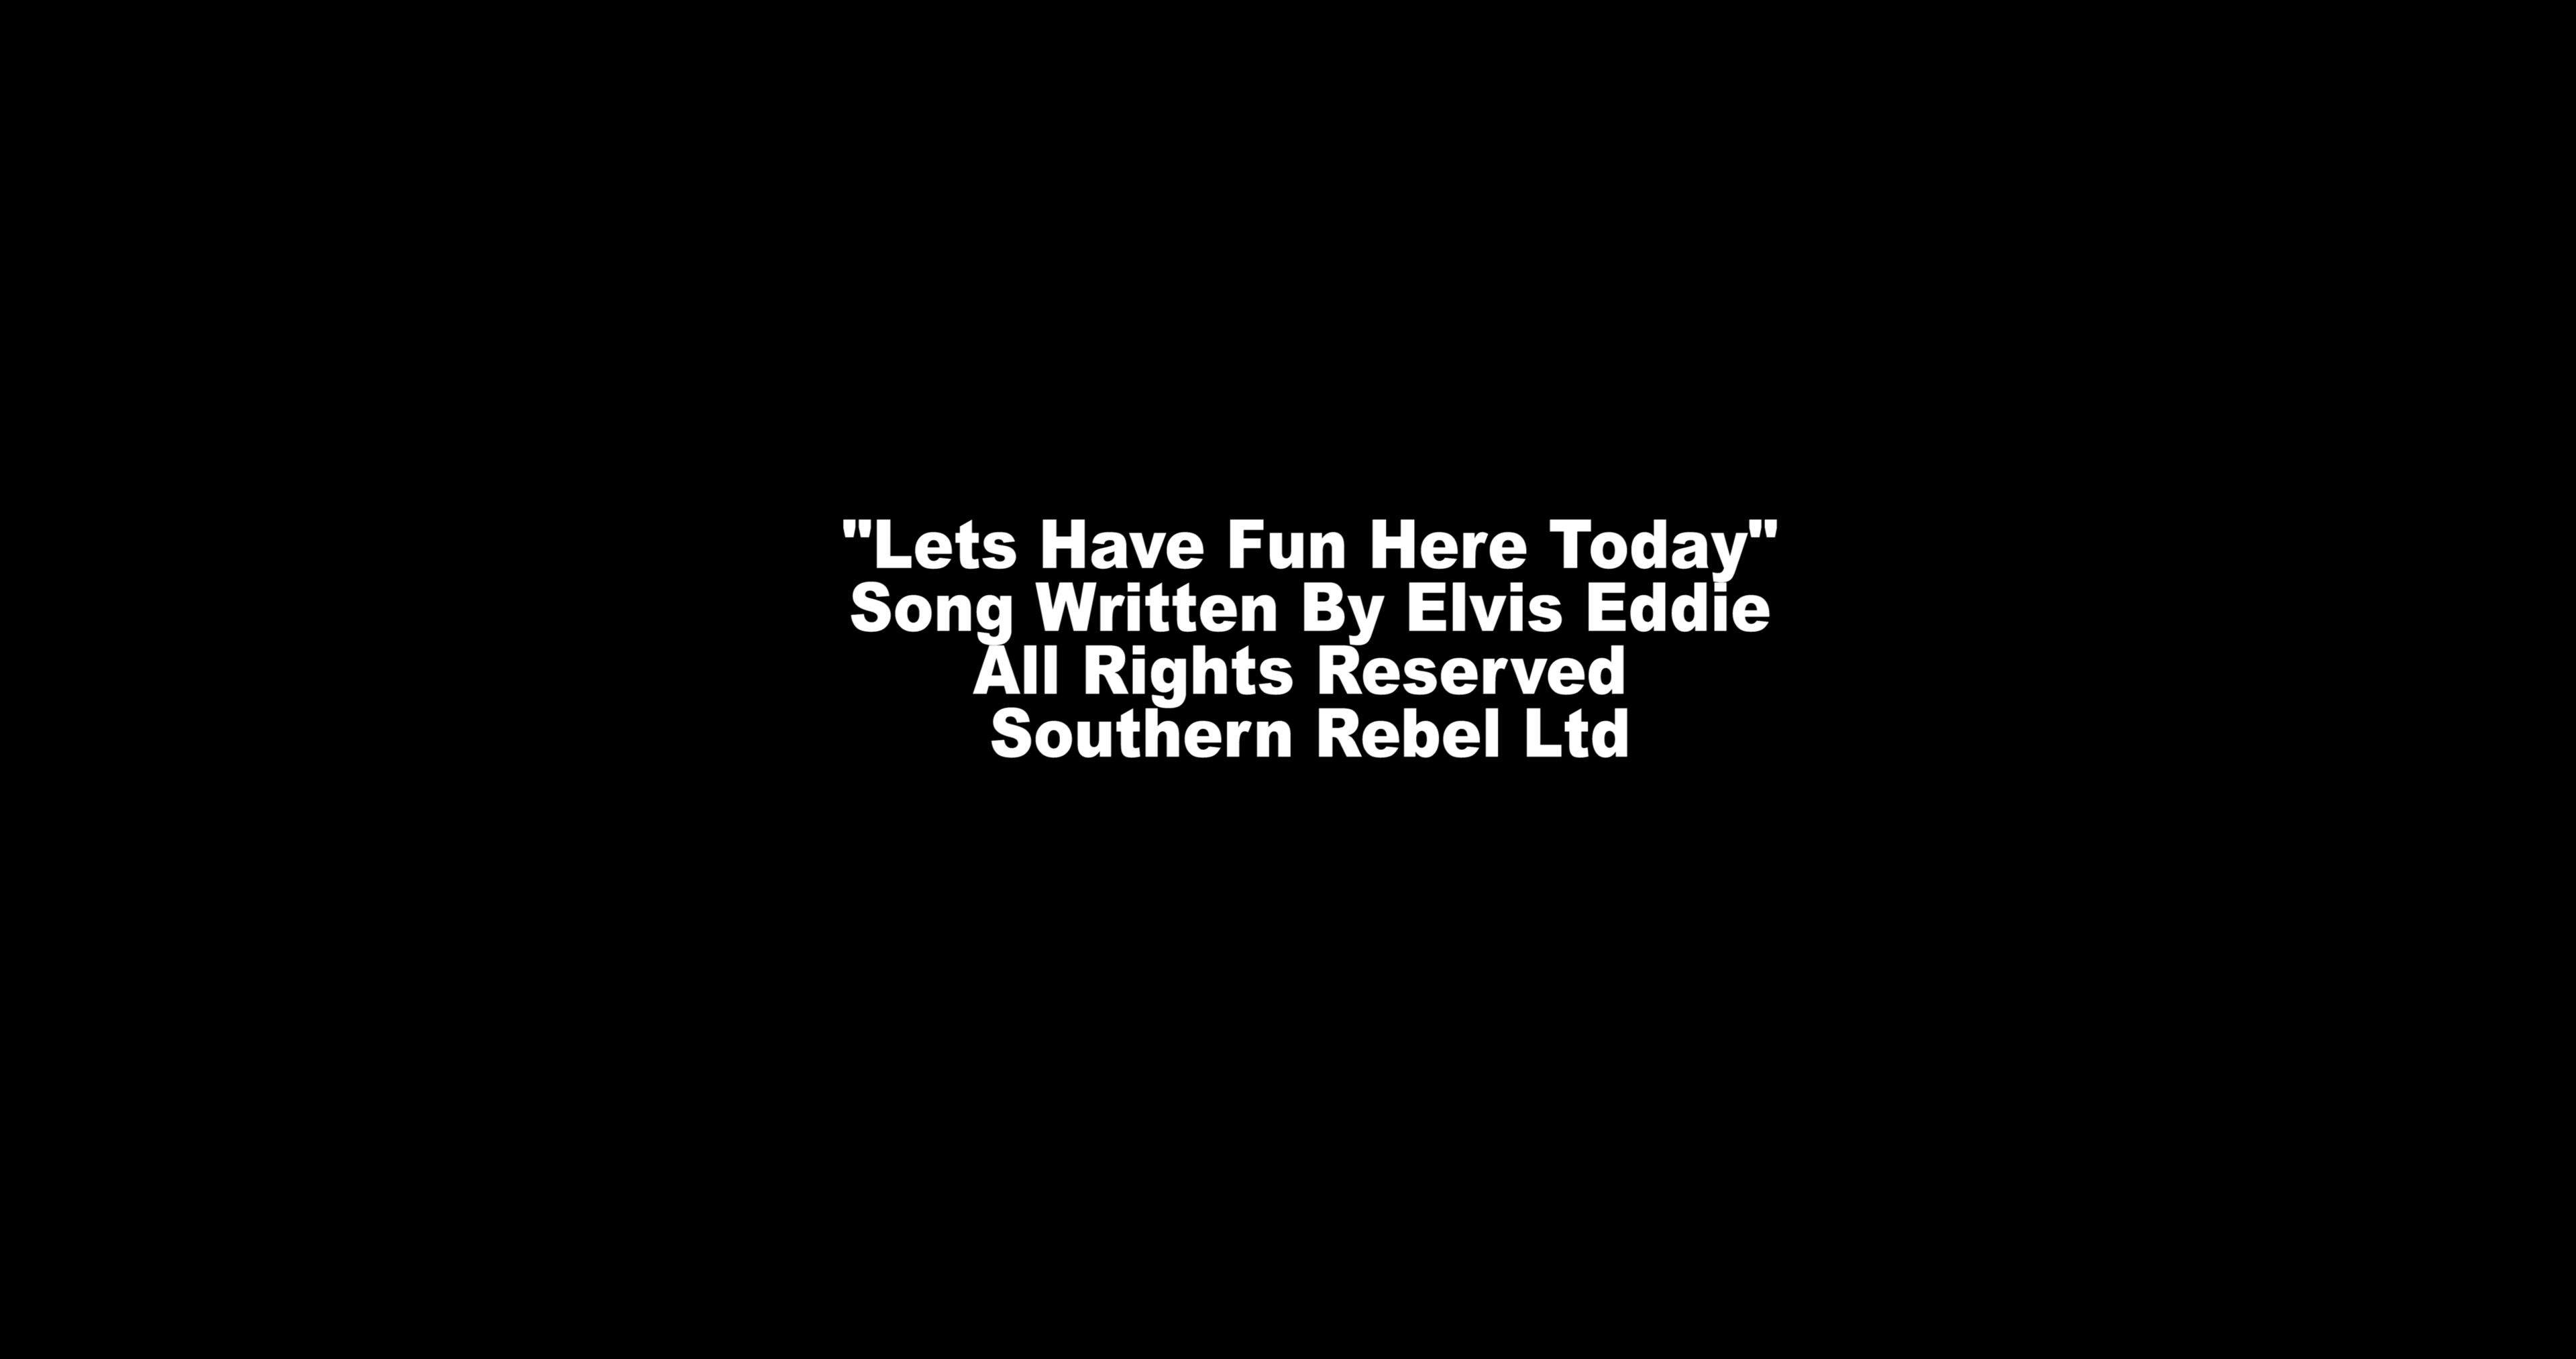 "Lets Have Fun Here Today"
Song Written By Elvis Eddie
All Rights Reserved
Southern Rebel Ltd